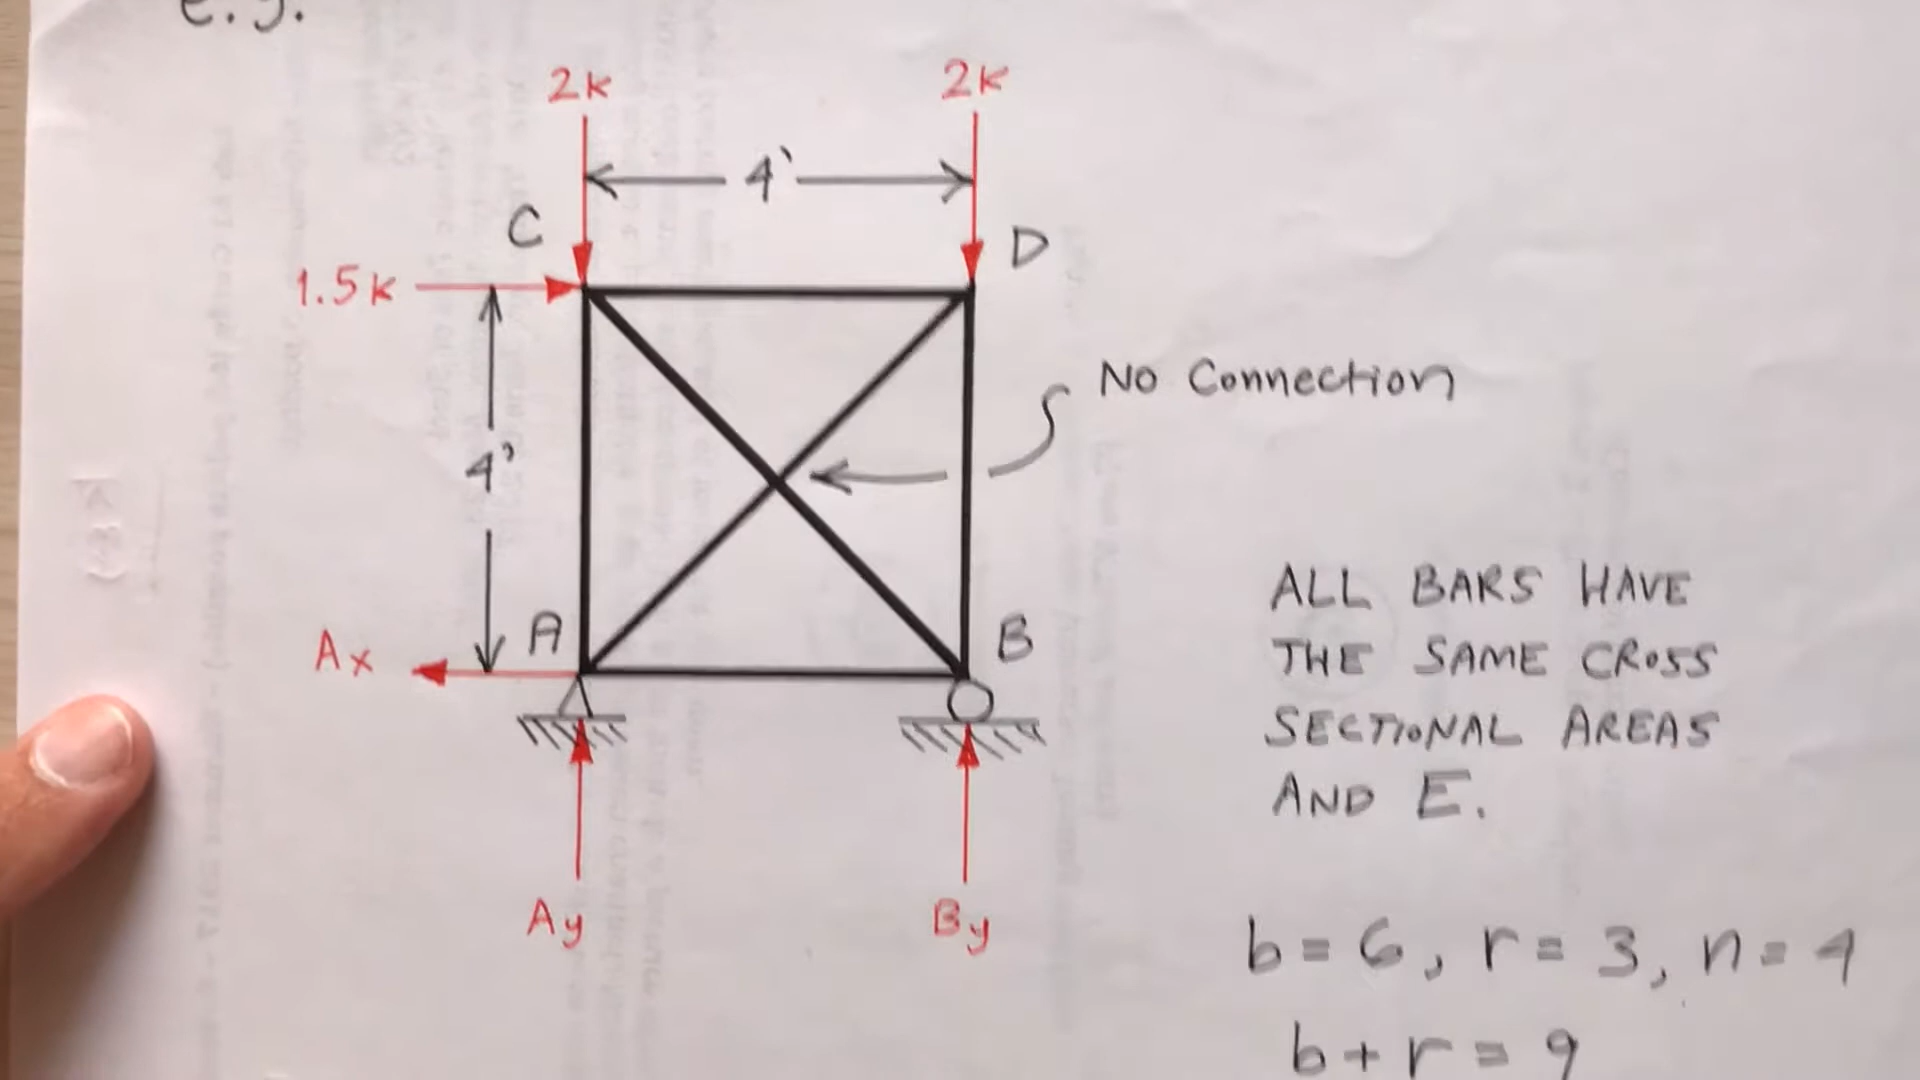 e.g.
2k 2k
4'
C D
1.5k
No Connection
4'
ALL BARS HAVE
THE SAME CROSS
SECTIONAL AREAS
AND E.
A B
Ax
Ay By
b = 6, r = 3, n = 4
b + r = 9